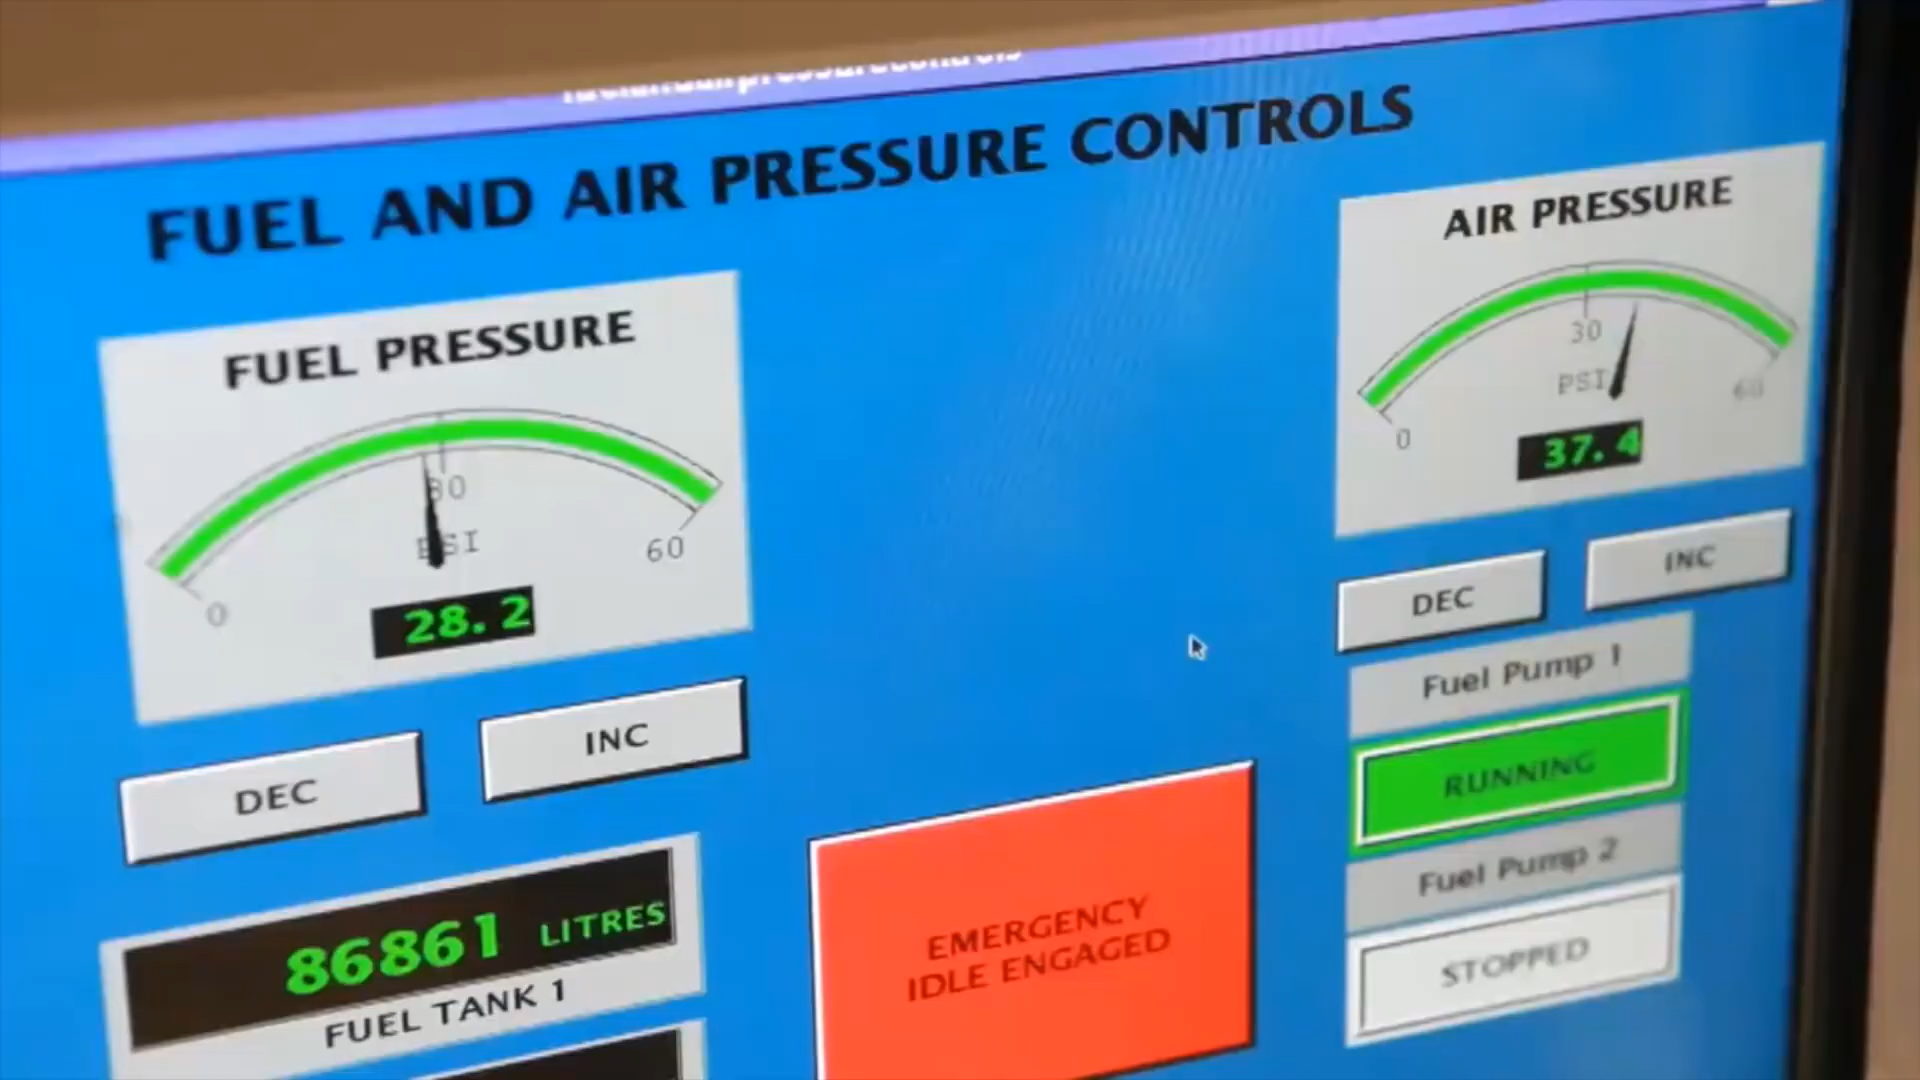 FUEL AND AIR PRESSURE CONTROLS
FUEL PRESSURE
30
PSI
0
60
28.2
DEC
INC
86861 LITRES
FUEL TANK 1
EMERGENCY
IDLE ENGAGED
AIR PRESSURE
30
PSI
0
60
37.4
DEC
INC
Fuel Pump 1
RUNNING
Fuel Pump 2
STOPPED